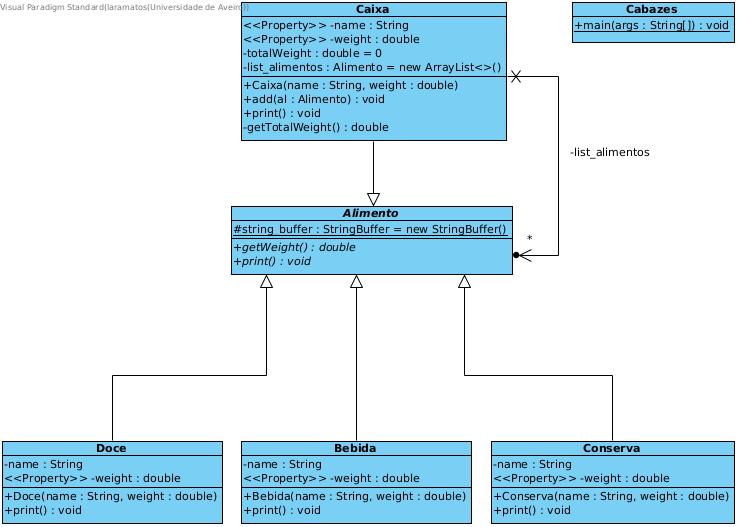 Visual Paradigm Standard(laramatos(Universidade de Aveiro))
Caixa
<<Property>> -name : String
<<Property>> -weight : double
-totalWeight : double = 0
-list_alimentos : Alimento = new ArrayList<>()
+Caixa(name : String, weight : double)
+add(al : Alimento) : void
+print() : void
-getTotalWeight() : double
Cabazes
+main(args : String[]) : void
-list_alimentos
*
Alimento
#string_buffer : StringBuffer = new StringBuffer()
+getWeight() : double
+print() : void
Doce
-name : String
<<Property>> -weight : double
+Doce(name : String, weight : double)
+print() : void
Bebida
-name : String
<<Property>> -weight : double
+Bebida(name : String, weight : double)
+print() : void
Conserva
-name : String
<<Property>> -weight : double
+Conserva(name : String, weight : double)
+print() : void